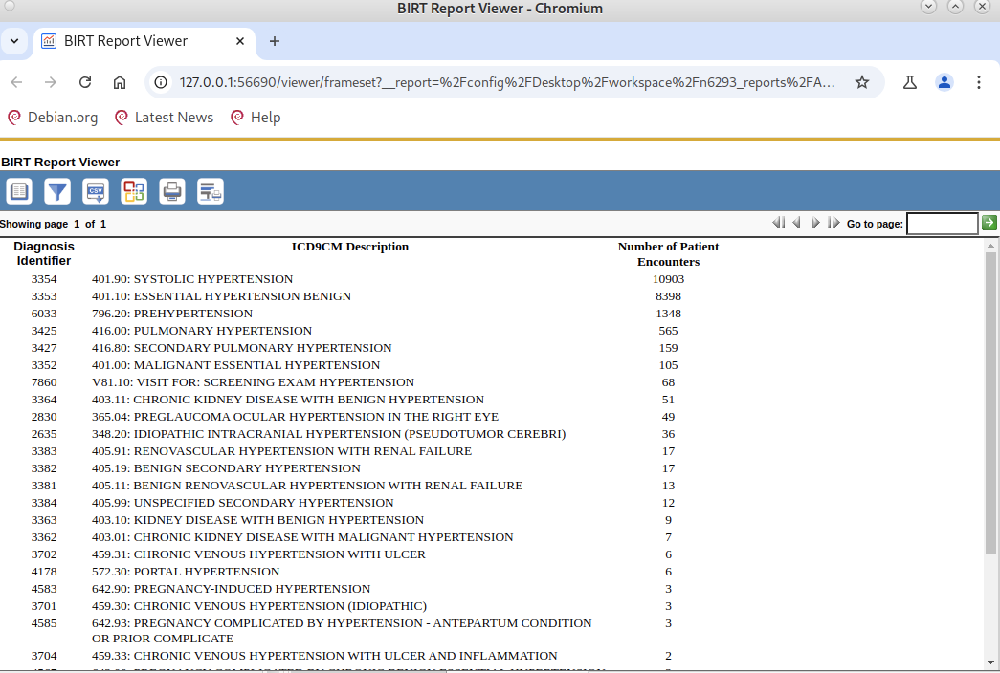 BIRT Report Viewer - Chromium
BIRT Report Viewer
127.0.0.1:56690/viewer/frameset?__report=%2Fconfig%2FDesktop%2Fworkspace%2Fn6293_reports%2FA...
Debian.org Latest News Help
BIRT Report Viewer
CSV
Showing page 1 of 1 Go to page:
Diagnosis Identifier ICD9CM Description Number of Patient Encounters
3354 401.90: SYSTOLIC HYPERTENSION 10903
3353 401.10: ESSENTIAL HYPERTENSION BENIGN 8398
6033 796.20: PREHYPERTENSION 1348
3425 416.00: PULMONARY HYPERTENSION 565
3427 416.80: SECONDARY PULMONARY HYPERTENSION 159
3352 401.00: MALIGNANT ESSENTIAL HYPERTENSION 105
7860 V81.10: VISIT FOR: SCREENING EXAM HYPERTENSION 68
3364 403.11: CHRONIC KIDNEY DISEASE WITH BENIGN HYPERTENSION 51
2830 365.04: PREGLAUCOMA OCULAR HYPERTENSION IN THE RIGHT EYE 49
2635 348.20: IDIOPATHIC INTRACRANIAL HYPERTENSION (PSEUDOTUMOR CEREBRI) 36
3383 405.91: RENOVASCULAR HYPERTENSION WITH RENAL FAILURE 17
3382 405.19: BENIGN SECONDARY HYPERTENSION 17
3381 405.11: BENIGN RENOVASCULAR HYPERTENSION WITH RENAL FAILURE 13
3384 405.99: UNSPECIFIED SECONDARY HYPERTENSION 12
3363 403.10: KIDNEY DISEASE WITH BENIGN HYPERTENSION 9
3362 403.01: CHRONIC KIDNEY DISEASE WITH MALIGNANT HYPERTENSION 7
3702 459.31: CHRONIC VENOUS HYPERTENSION WITH ULCER 6
4178 572.30: PORTAL HYPERTENSION 6
4583 642.90: PREGNANCY-INDUCED HYPERTENSION 3
3701 459.30: CHRONIC VENOUS HYPERTENSION (IDIOPATHIC) 3
4585 642.93: PREGNANCY COMPLICATED BY HYPERTENSION - ANTEPARTUM CONDITION 3
OR PRIOR COMPLICATE
3704 459.33: CHRONIC VENOUS HYPERTENSION WITH ULCER AND INFLAMMATION 2